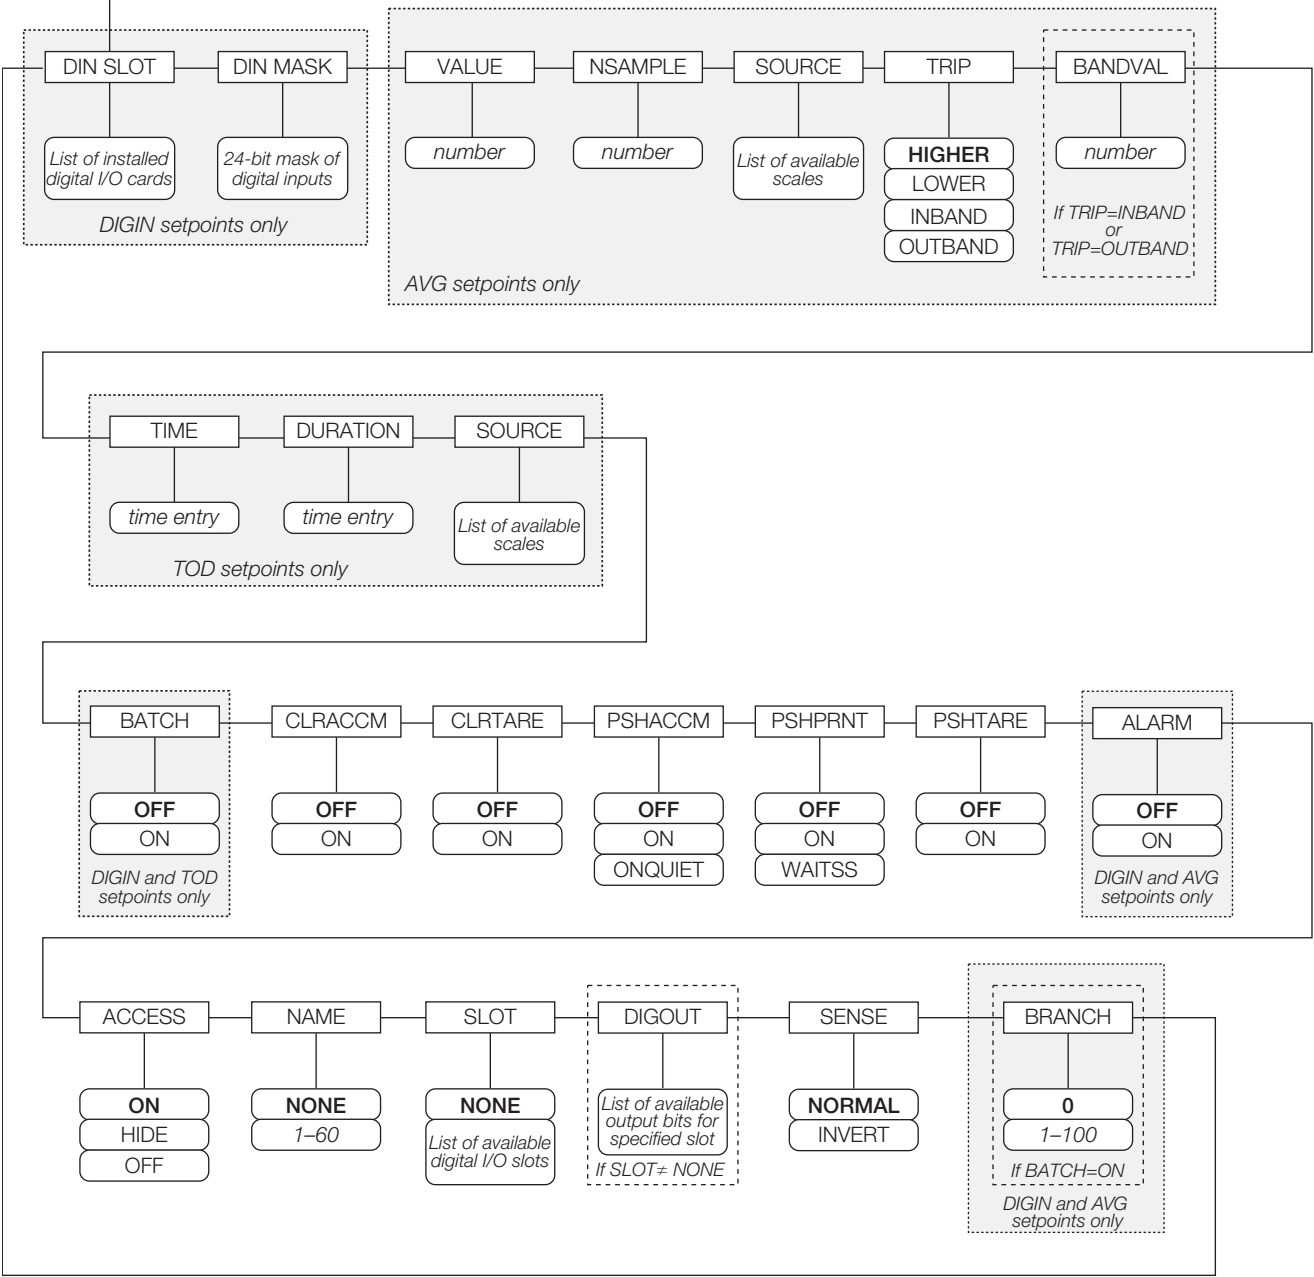 DIN SLOT
DIN MASK
VALUE
NSAMPLE
SOURCE
TRIP
BANDVAL
List of installed
digital I/O cards
24-bit mask of
digital inputs
number
number
List of available
scales
HIGHER
LOWER
INBAND
OUTBAND
number
If TRIP=INBAND
or
TRIP=OUTBAND
DIGIN setpoints only
AVG setpoints only
TIME
DURATION
SOURCE
time entry
time entry
List of available
scales
TOD setpoints only
BATCH
CLRACCM
CLRTARE
PSHACCM
PSHPRNT
PSHTARE
ALARM
OFF
ON
OFF
ON
OFF
ON
OFF
ON
ONQUIET
OFF
ON
WAITSS
OFF
ON
OFF
ON
DIGIN and TOD
setpoints only
DIGIN and AVG
setpoints only
ACCESS
NAME
SLOT
DIGOUT
SENSE
BRANCH
ON
HIDE
OFF
NONE
1–60
NONE
List of available
digital I/O slots
List of available
output bits for
specified slot
If SLOT≠ NONE
NORMAL
INVERT
0
1–100
If BATCH=ON
DIGIN and AVG
setpoints only